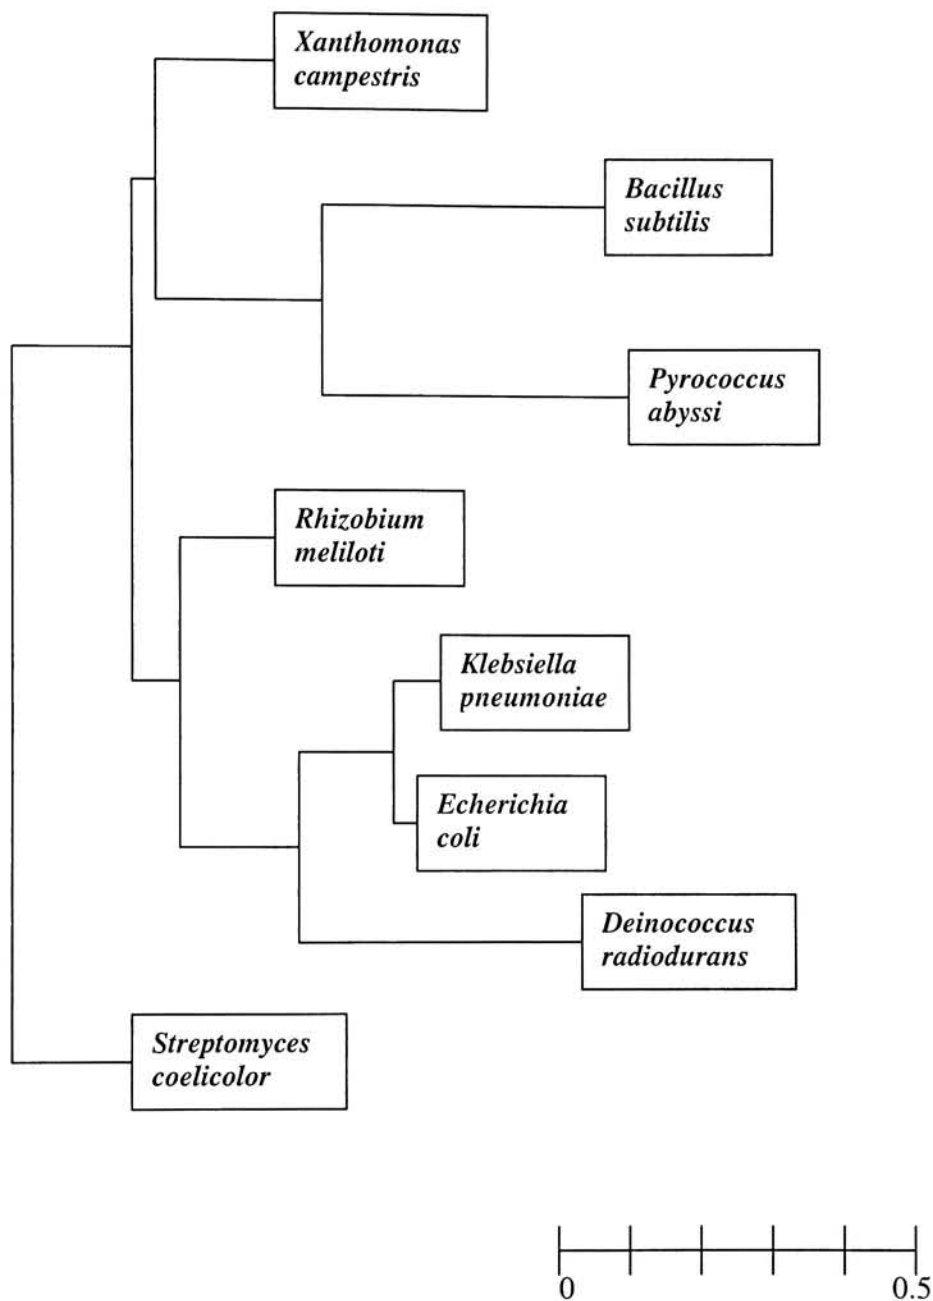 Xanthomonas
campestris
Bacillus
subtilis
Pyrococcus
abyssi
Rhizobium
meliloti
Klebsiella
pneumoniae
Echerichia
coli
Deinococcus
radiodurans
Streptomyces
coelicolor
0 0.5